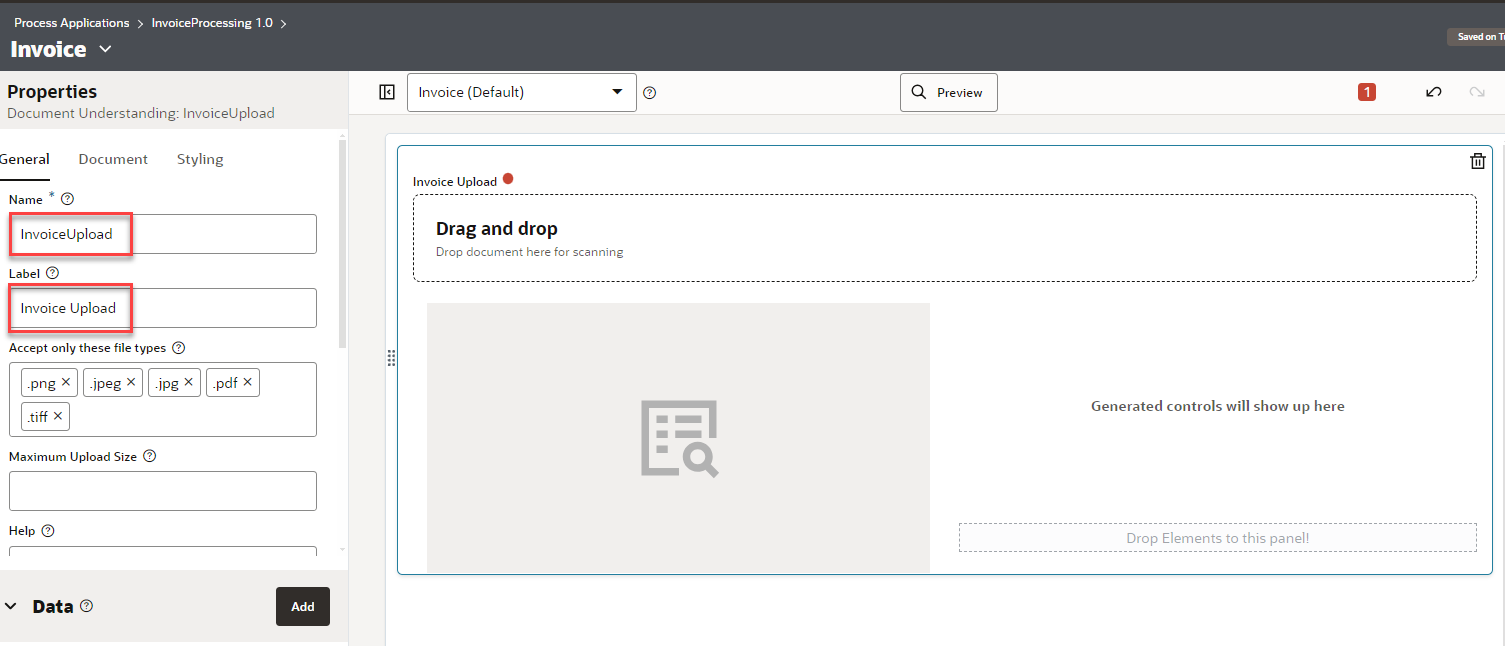 Process Applications > InvoiceProcessing 1.0 >
Invoice
Saved on T
Properties
Document Understanding: InvoiceUpload
Invoice (Default)
Preview
1
General Document Styling
Name *
InvoiceUpload
Label
Invoice Upload
Accept only these file types
.png × .jpeg × .jpg × .pdf ×
.tiff ×
Maximum Upload Size
Help
Data
Add
Invoice Upload
Drag and drop
Drop document here for scanning
Generated controls will show up here
Drop Elements to this panel!